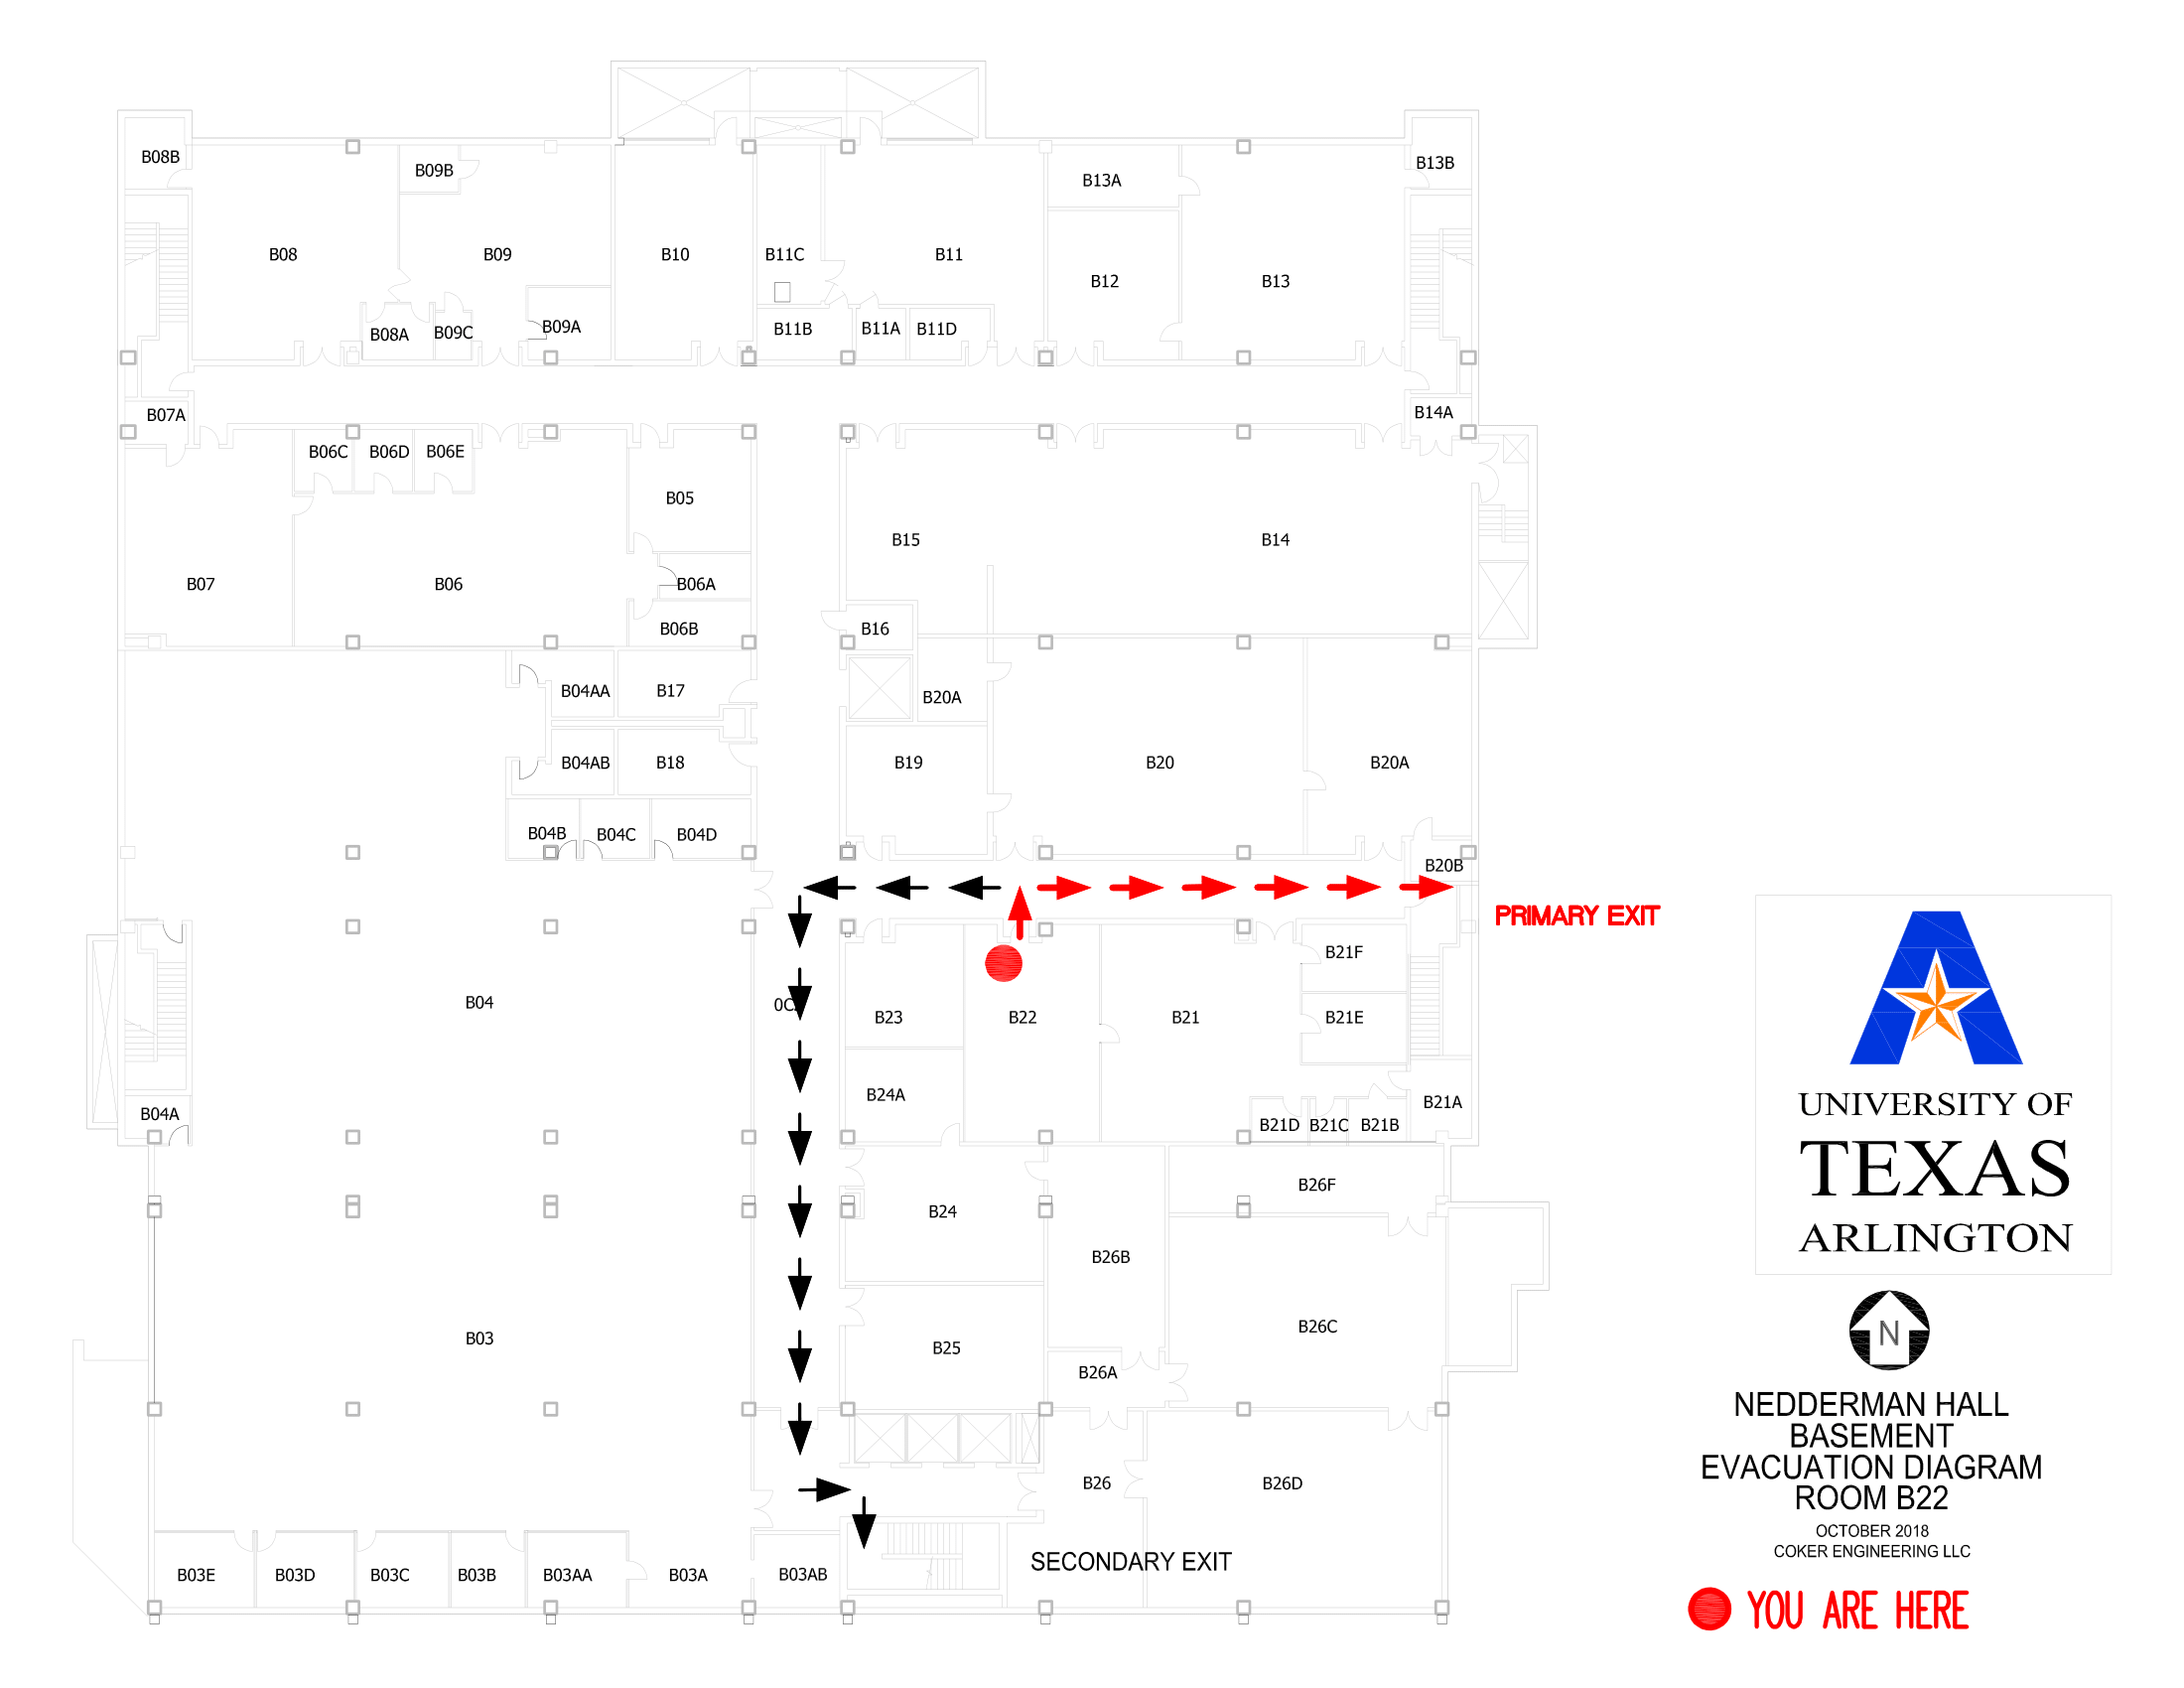 B08B
B09B
B13A
B13B
B08
B09
B10
B11C
B11
B12
B13
B08A
B09C
B09A
B11B
B11A
B11D
B07A
B14A
B06C
B06D
B06E
B05
B15
B14
B07
B06
B06A
B16
B06B
B04AA
B17
B20A
B04AB
B18
B19
B20
B20A
B04B
B04C
B04D
B20B
PRIMARY EXIT
B21F
B04
B23
B22
B21
B21E
B24A
B04A
B21D
B21C
B21B
B21A
B26F
B24
B26B
B03
B25
B26C
B26A
B26
B26D
SECONDARY EXIT
B03E
B03D
B03C
B03B
B03AA
B03A
B03AB
UNIVERSITY OF
TEXAS
ARLINGTON
N
NEDDERMAN HALL
BASEMENT
EVACUATION DIAGRAM
ROOM B22
OCTOBER 2018
COKER ENGINEERING LLC
YOU ARE HERE